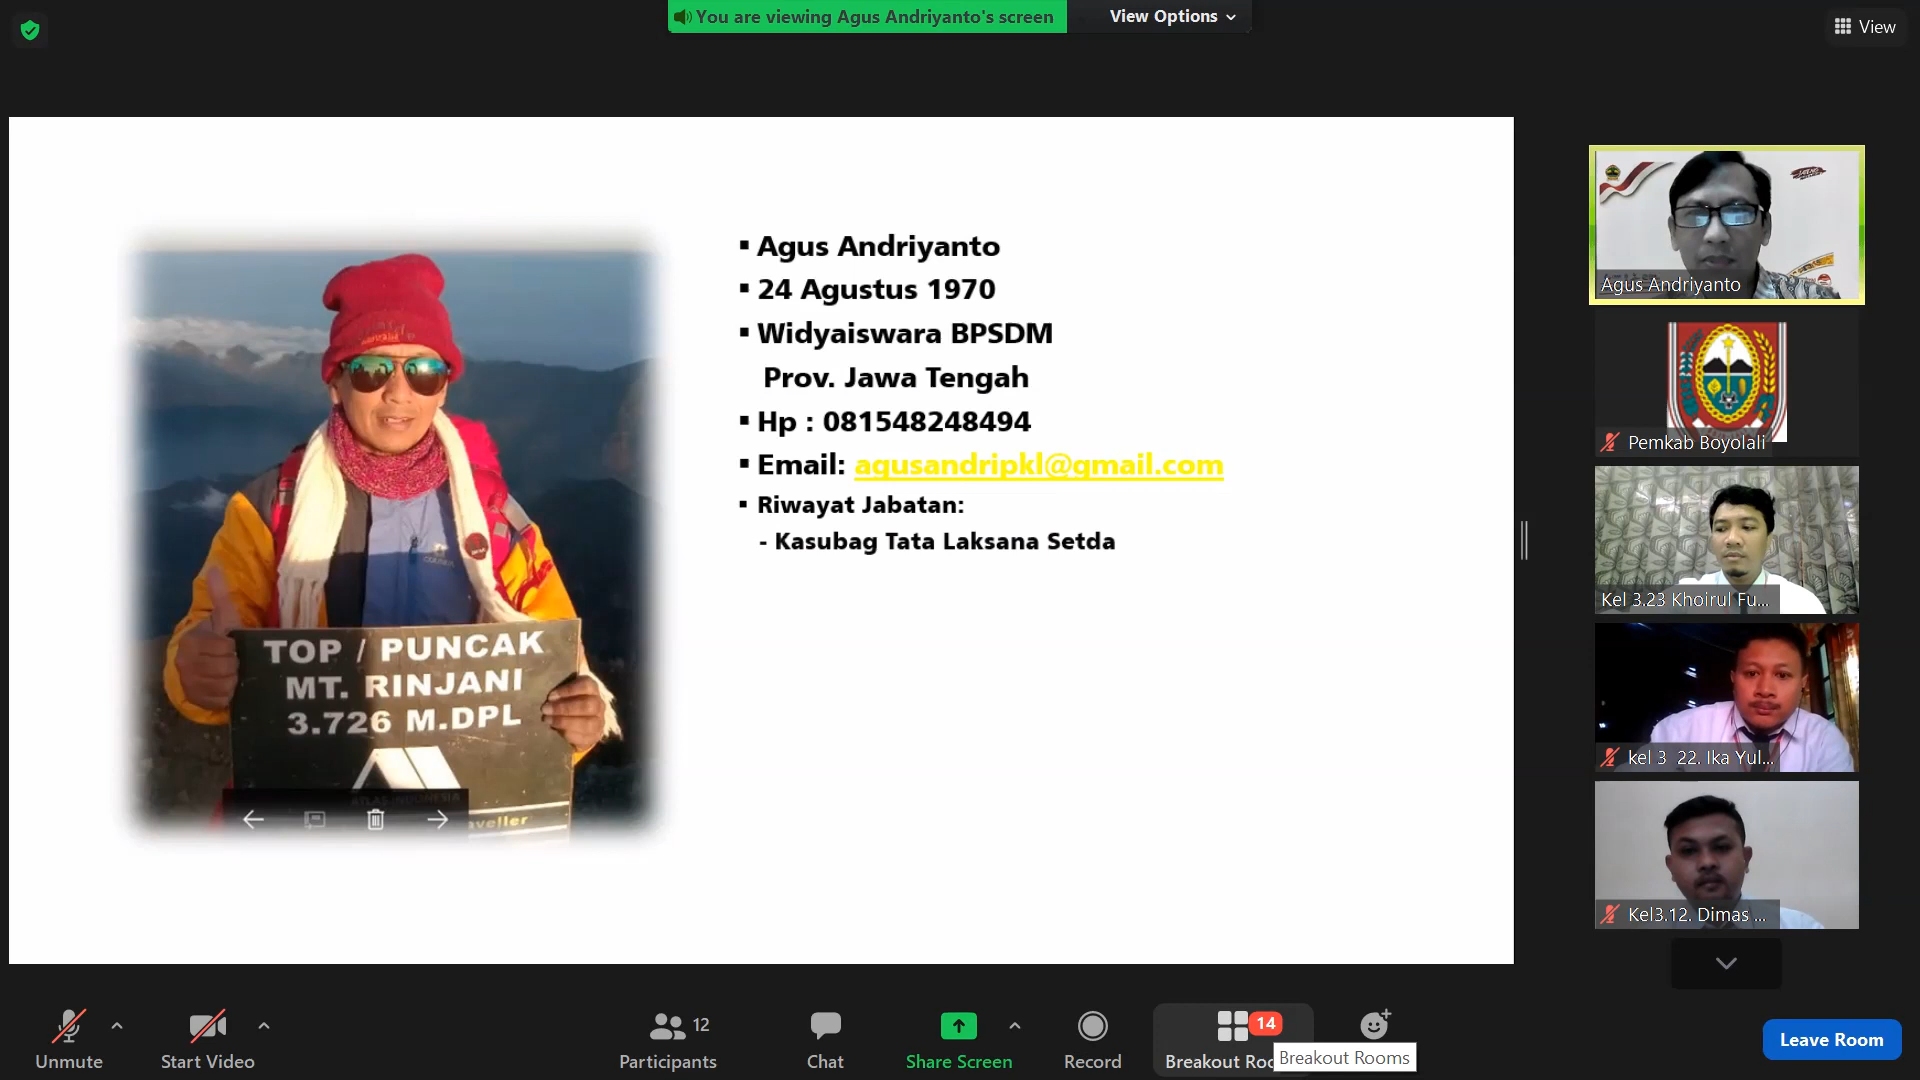 You are viewing Agus Andriyanto's screen
View Options
View
▪ Agus Andriyanto
▪ 24 Agustus 1970
▪ Widyaiswara BPSDM
Prov. Jawa Tengah
▪ Hp : 081548248494
▪ Email: agusandripkl@gmail.com
▪ Riwayat Jabatan:
- Kasubag Tata Laksana Setda
TOP / PUNCAK
MT. RINJANI
3.726 M.DPL
Agus Andriyanto
Pemkab Boyolali
Kel 3.23 Khoirul Fu...
kel 3 22. Ika Yul...
Kel3.12. Dimas ...
Unmute
Start Video
Participants
12
Chat
Share Screen
Record
Breakout Roo
14
Breakout Rooms
Leave Room